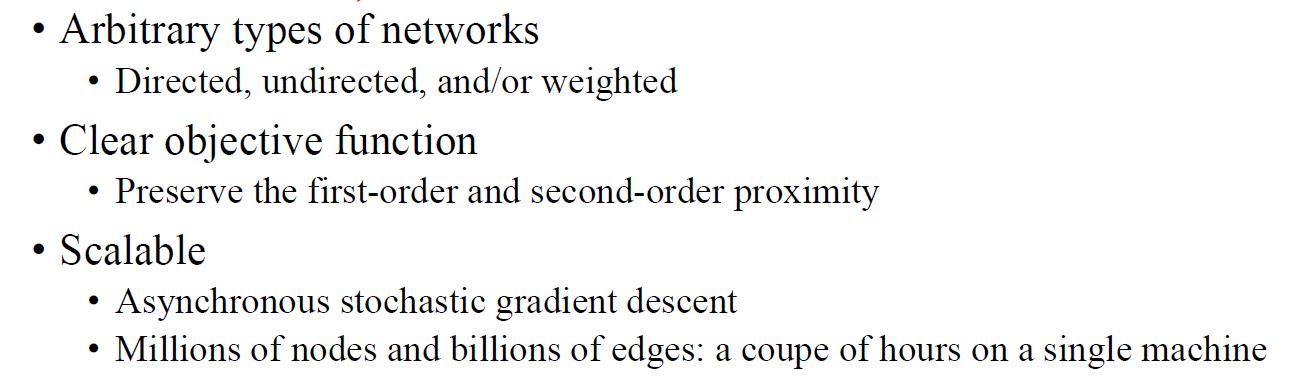 • Arbitrary types of networks
• Directed, undirected, and/or weighted
• Clear objective function
• Preserve the first-order and second-order proximity
• Scalable
• Asynchronous stochastic gradient descent
• Millions of nodes and billions of edges: a coupe of hours on a single machine